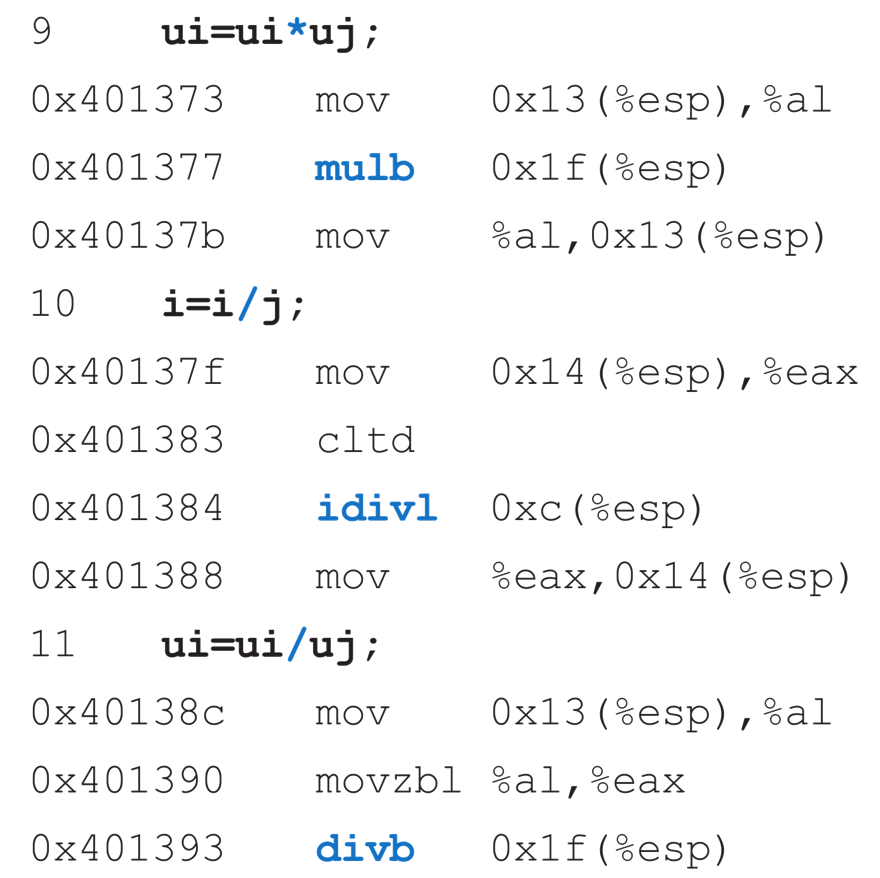 9 ui=ui*uj;
0x401373 mov 0x13(%esp),%al
0x401377 mulb 0x1f(%esp)
0x40137b mov %al,0x13(%esp)
10 i=i/j;
0x40137f mov 0x14(%esp),%eax
0x401383 cltd
0x401384 idivl 0xc(%esp)
0x401388 mov %eax,0x14(%esp)
11 ui=ui/uj;
0x40138c mov 0x13(%esp),%al
0x401390 movzbl %al,%eax
0x401393 divb 0x1f(%esp)